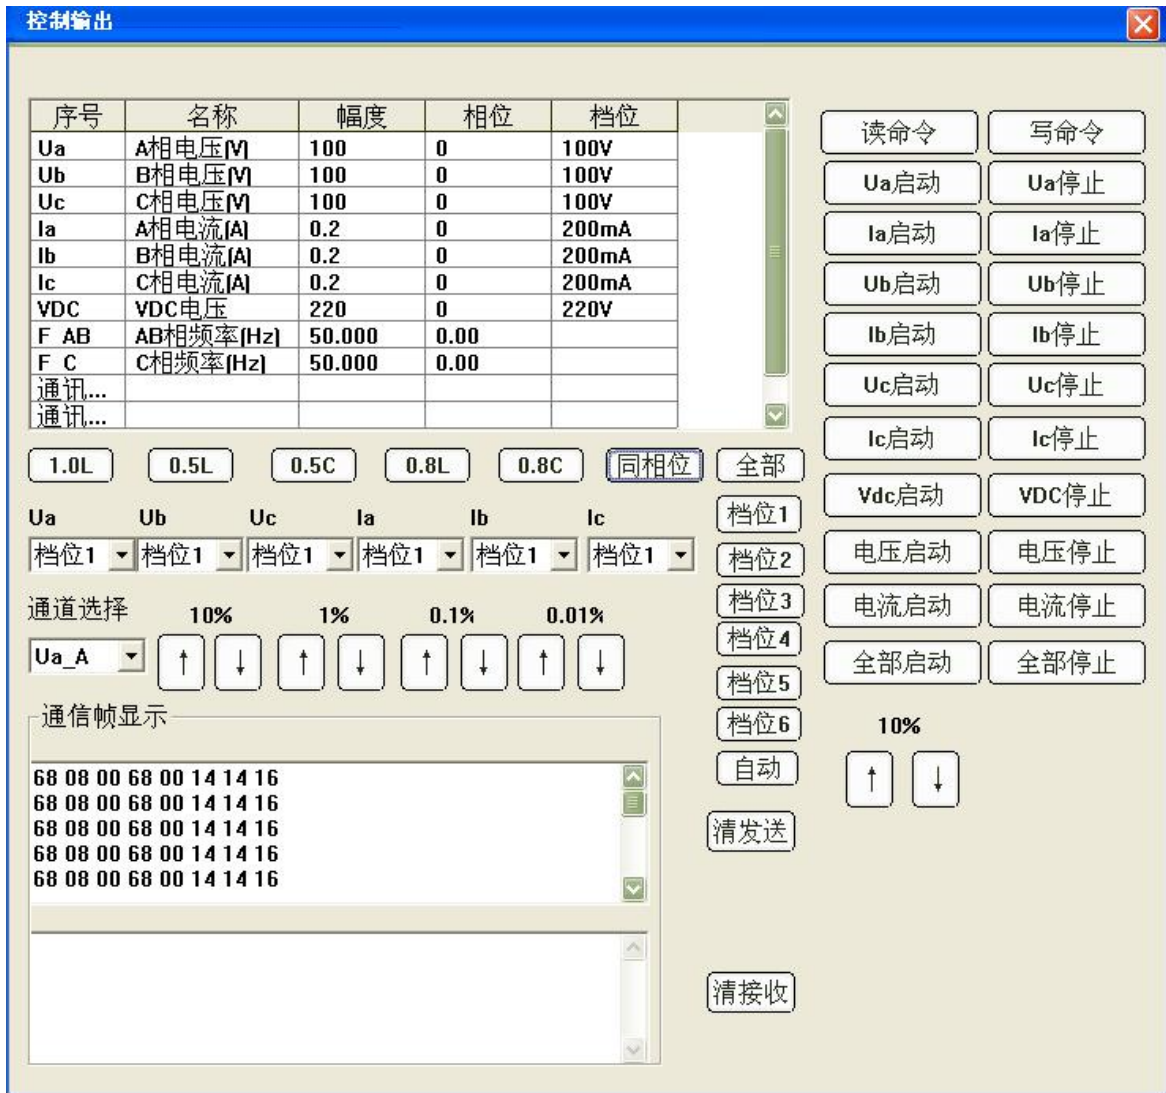 控制输出
序号 名称 幅度 相位 档位
Ua A相电压(V) 100 0 100V
Ub B相电压(V) 100 0 100V
Uc C相电压(V) 100 0 100V
Ia A相电流(A) 0.2 0 200mA
Ib B相电流(A) 0.2 0 200mA
Ic C相电流(A) 0.2 0 200mA
VDC VDC电压 220 0 220V
F AB AB相频率(Hz) 50.000 0.00
F C C相频率(Hz) 50.000 0.00
通讯...
通讯...
1.0L 0.5L 0.5C 0.8L 0.8C 同相位 全部
Ua Ub Uc Ia Ib Ic
档位1 档位1 档位1 档位1 档位1 档位1
通道选择 10% 1% 0.1% 0.01%
Ua_A ↑ ↓ ↑ ↓ ↑ ↓ ↑ ↓
档位1
档位2
档位3
档位4
档位5
档位6
自动
清发送
清接收
通信帧显示
68 08 00 68 00 14 14 16
68 08 00 68 00 14 14 16
68 08 00 68 00 14 14 16
68 08 00 68 00 14 14 16
68 08 00 68 00 14 14 16
读命令 写命令
Ua启动 Ua停止
Ia启动 Ia停止
Ub启动 Ub停止
Ib启动 Ib停止
Uc启动 Uc停止
Ic启动 Ic停止
Vdc启动 VDC停止
电压启动 电压停止
电流启动 电流停止
全部启动 全部停止
10%
↑ ↓